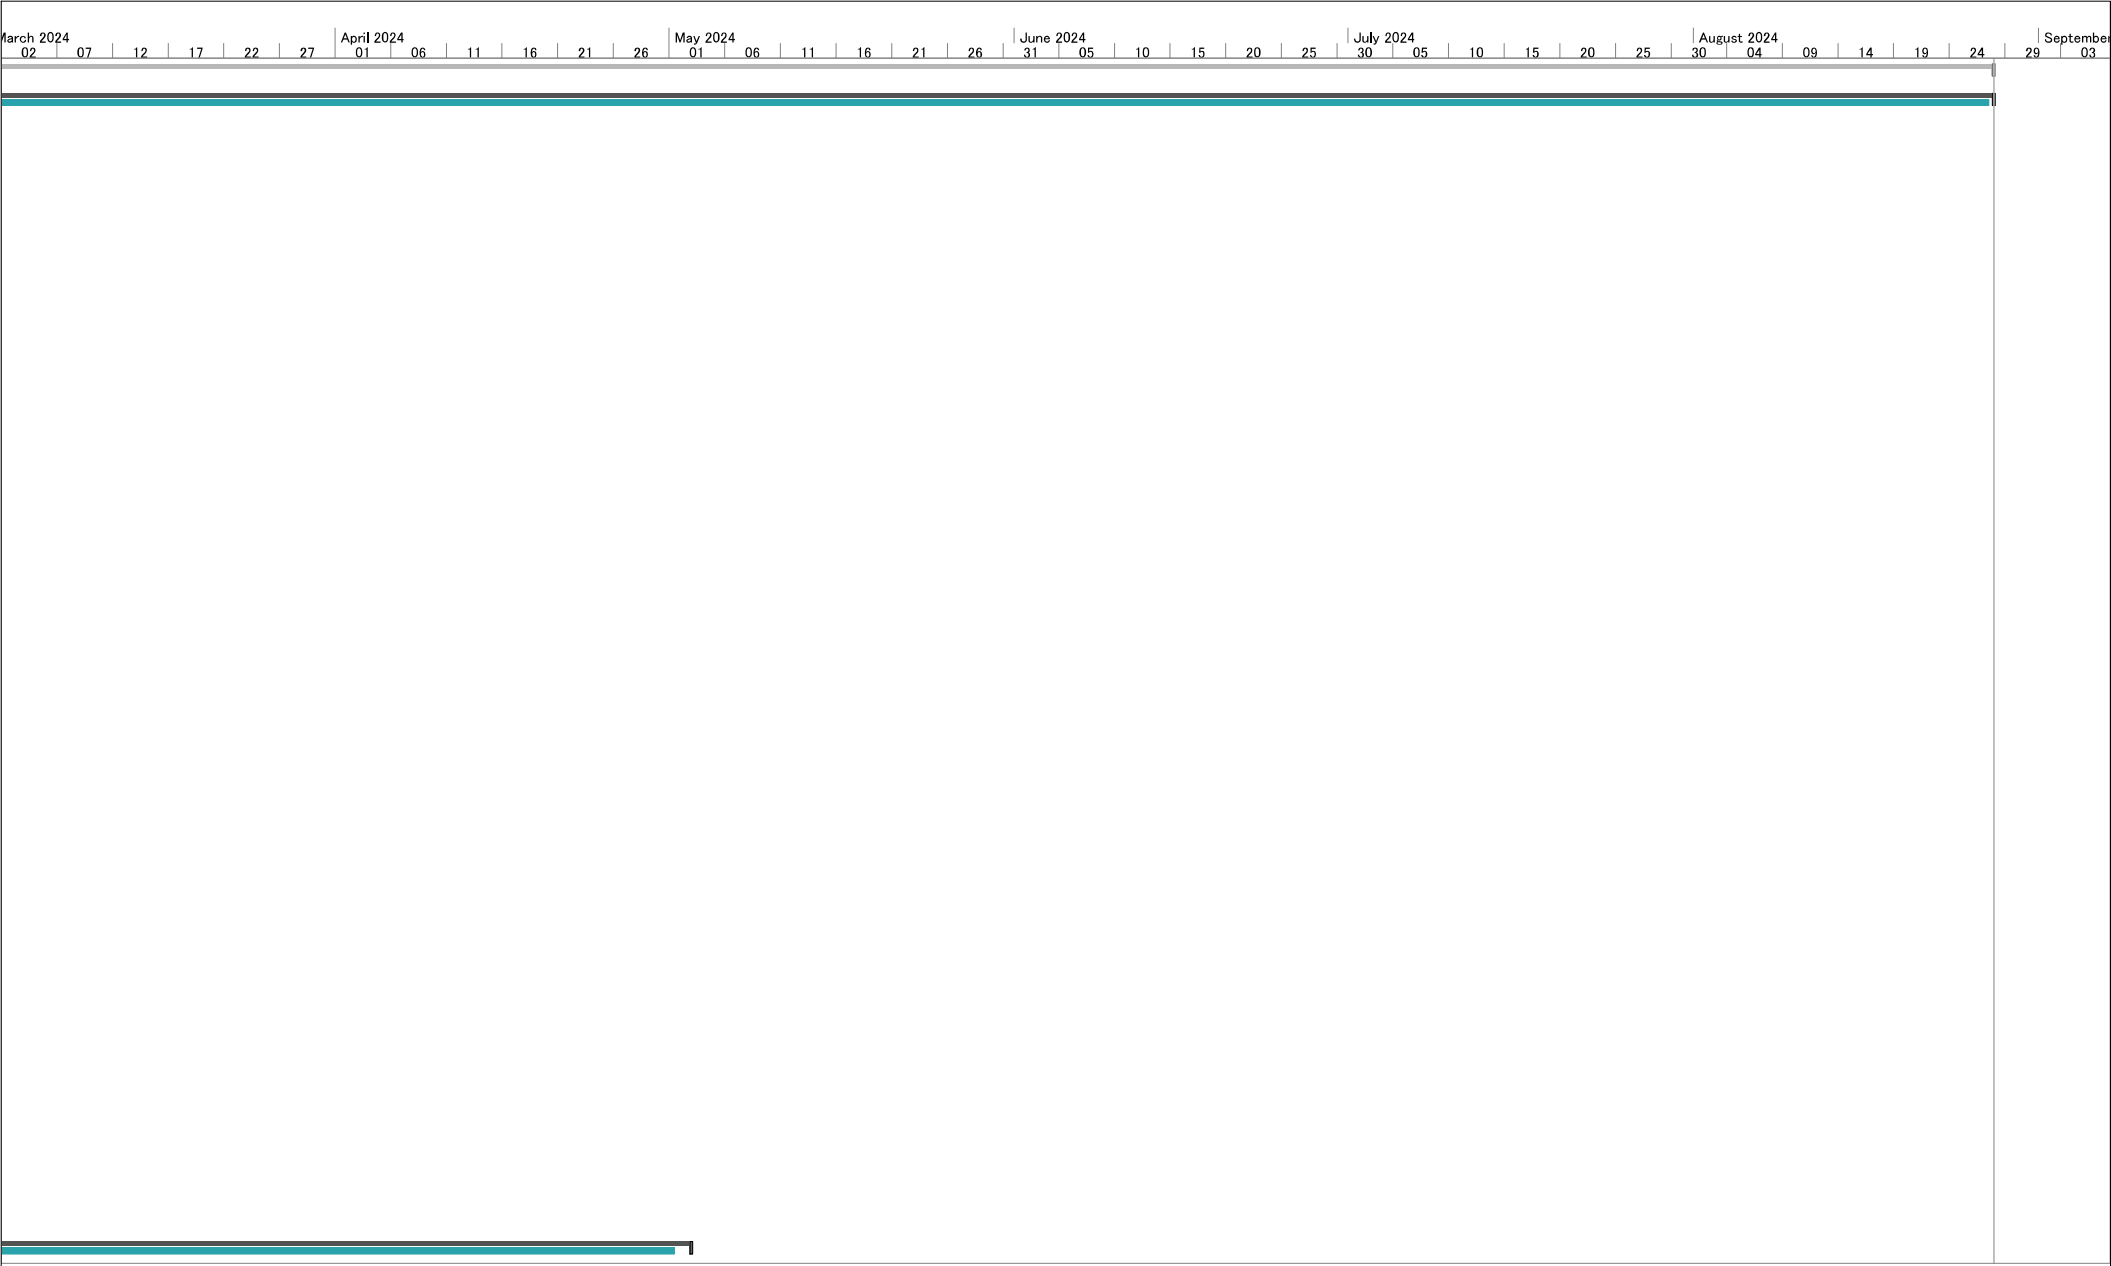 March 2024 April 2024 May 2024 June 2024 July 2024 August 2024 September
02 07 12 17 22 27 01 06 11 16 21 26 01 06 11 16 21 26 31 05 10 15 20 25 30 05 10 15 20 25 30 04 09 14 19 24 29 03